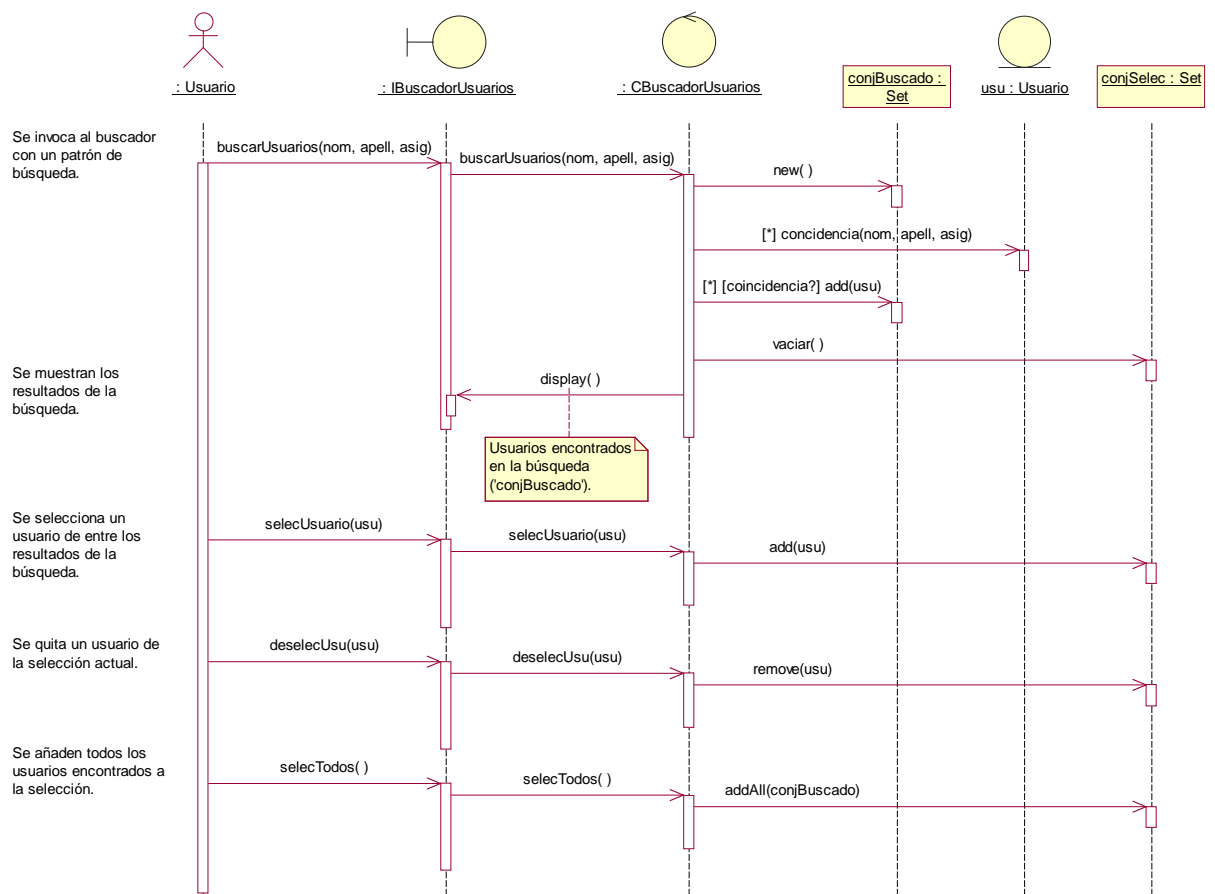 : Usuario
: IBuscadorUsuarios
: CBuscadorUsuarios
conjBuscado :
Set
usu : Usuario
conjSelec : Set
Se invoca al buscador
con un patrón de
búsqueda.
buscarUsuarios(nom, apell, asig)
buscarUsuarios(nom, apell, asig)
new( )
[*] concidencia(nom, apell, asig)
[*] [coincidencia?] add(usu)
vaciar( )
Se muestran los
resultados de la
búsqueda.
display( )
Usuarios encontrados
en la búsqueda
('conjBuscado').
Se selecciona un
usuario de entre los
resultados de la
búsqueda.
selecUsuario(usu)
selecUsuario(usu)
add(usu)
Se quita un usuario de
la selección actual.
deselecUsu(usu)
deselecUsu(usu)
remove(usu)
Se añaden todos los
usuarios encontrados a
la selección.
selecTodos( )
selecTodos( )
addAll(conjBuscado)